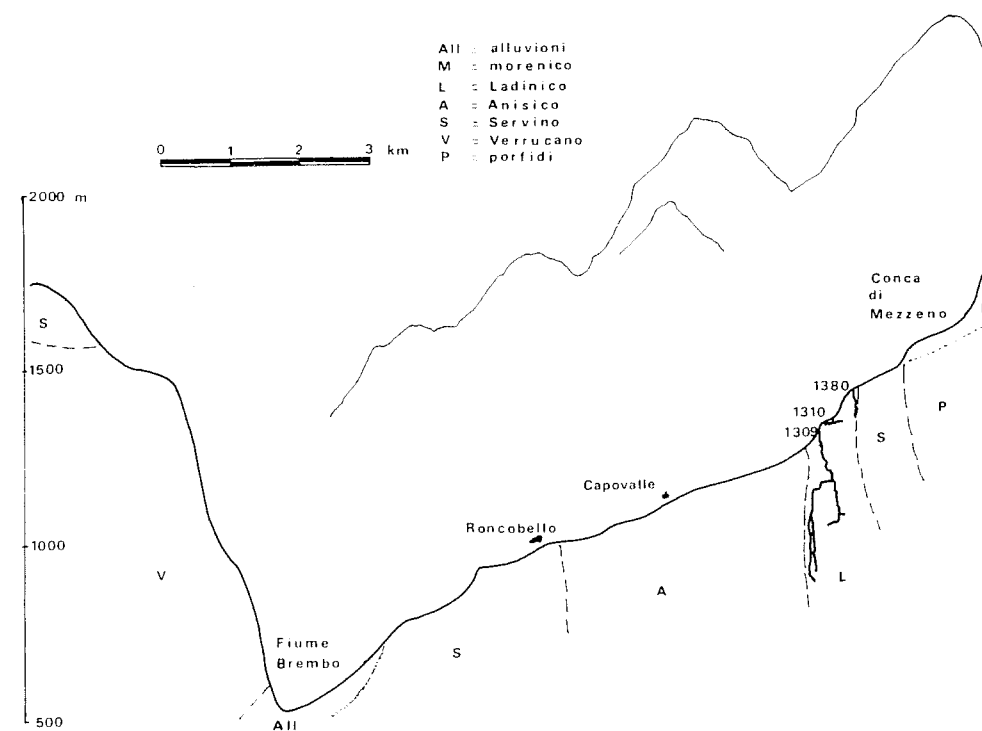 All = alluvioni
M = morenico
L = Ladinico
A = Anisico
S = Servino
V = Verrucano
P = porfidi
0 1 2 3 km
2000 m
1500
1000
500
S
V
Fiume
Brembo
All
S
Roncobello
Capovalle
A
1309
1310
1380
L
S
P
Conca
di
Mezzeno